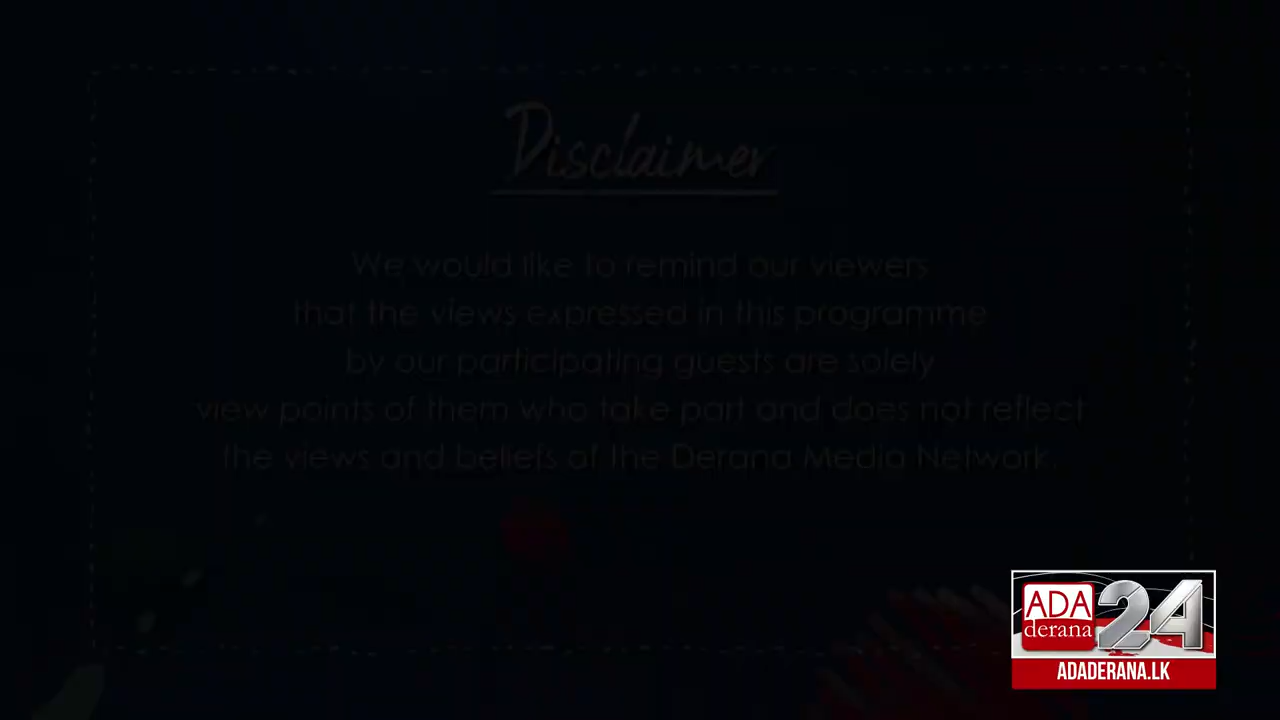 Disclaimer
We would like to remind our viewers
that the views expressed in this programme
by our participating guests are solely
view points of them who take part and does not reflect
the views and beliefs of the Derana Media Network.
ADA
derana
24
ADADERANA.LK